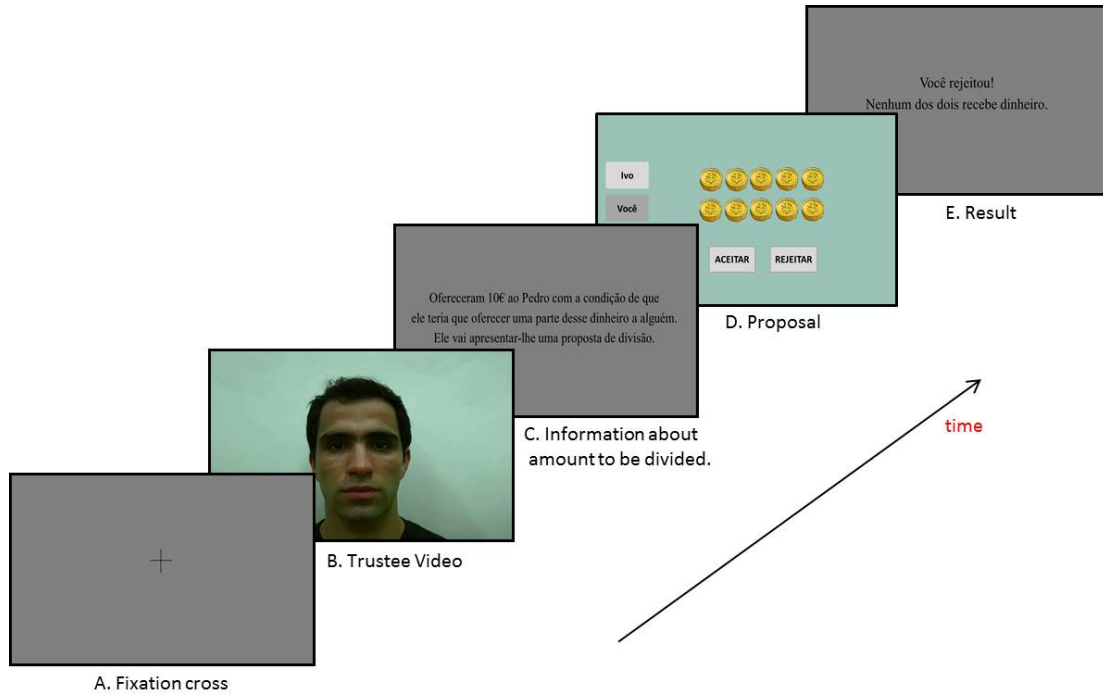 Você rejeitou!
Nenhum dos dois recebe dinheiro.
E. Result
Ivo
Você
ACEITAR REJEITAR
D. Proposal
Ofereceram 10€ ao Pedro com a condição de que
ele teria que oferecer uma parte desse dinheiro a alguém.
Ele vai apresentar-lhe uma proposta de divisão.
C. Information about
amount to be divided.
time
B. Trustee Video
A. Fixation cross